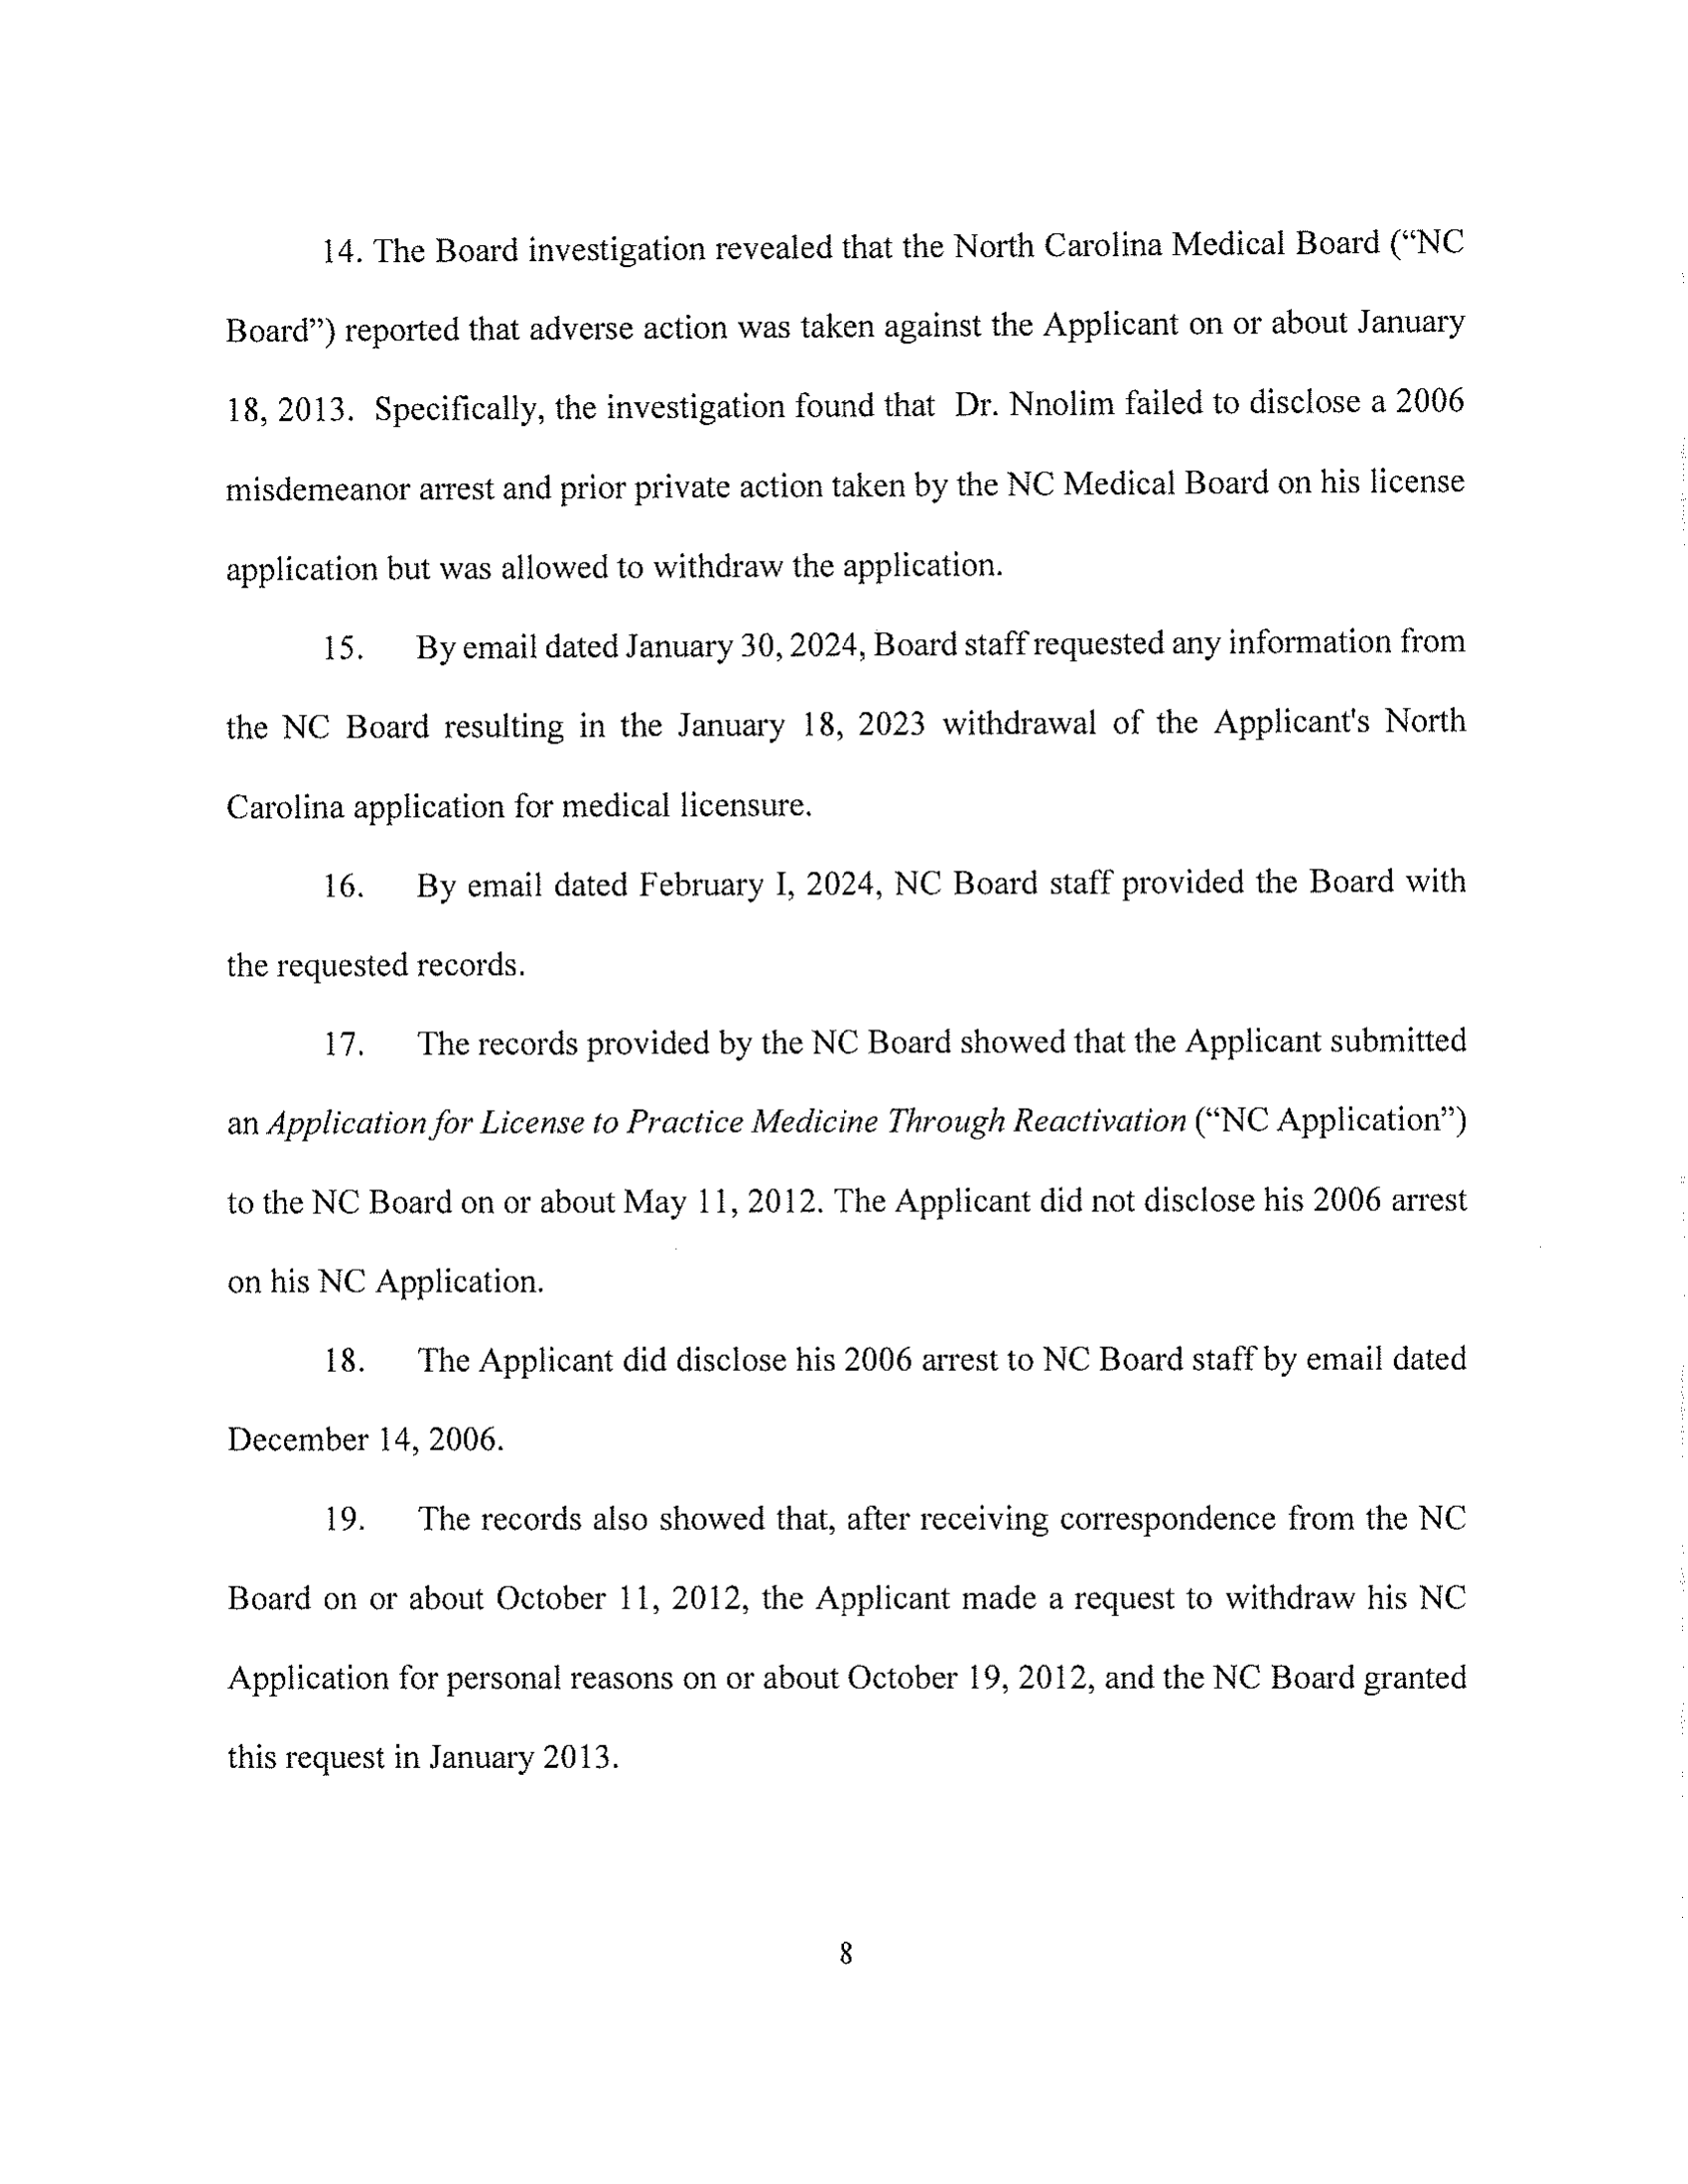 14. The Board investigation revealed that the North Carolina Medical Board (“NC
Board”) reported that adverse action was taken against the Applicant on or about January
18, 2013. Specifically, the investigation found that Dr. Nnolim failed to disclose a 2006
misdemeanor arrest and prior private action taken by the NC Medical Board on his license
application but was allowed to withdraw the application.
15. By email dated January 30, 2024, Board staff requested any information from
the NC Board resulting in the January 18, 2023 withdrawal of the Applicant's North
Carolina application for medical licensure.
16. By email dated February I, 2024, NC Board staff provided the Board with
the requested records.
17. The records provided by the NC Board showed that the Applicant submitted
an Application for License to Practice Medicine Through Reactivation (“NC Application”)
to the NC Board on or about May 11, 2012. The Applicant did not disclose his 2006 arrest
on his NC Application.
18. The Applicant did disclose his 2006 arrest to NC Board staff by email dated
December 14, 2006.
19. The records also showed that, after receiving correspondence from the NC
Board on or about October 11, 2012, the Applicant made a request to withdraw his NC
Application for personal reasons on or about October 19, 2012, and the NC Board granted
this request in January 2013.
8